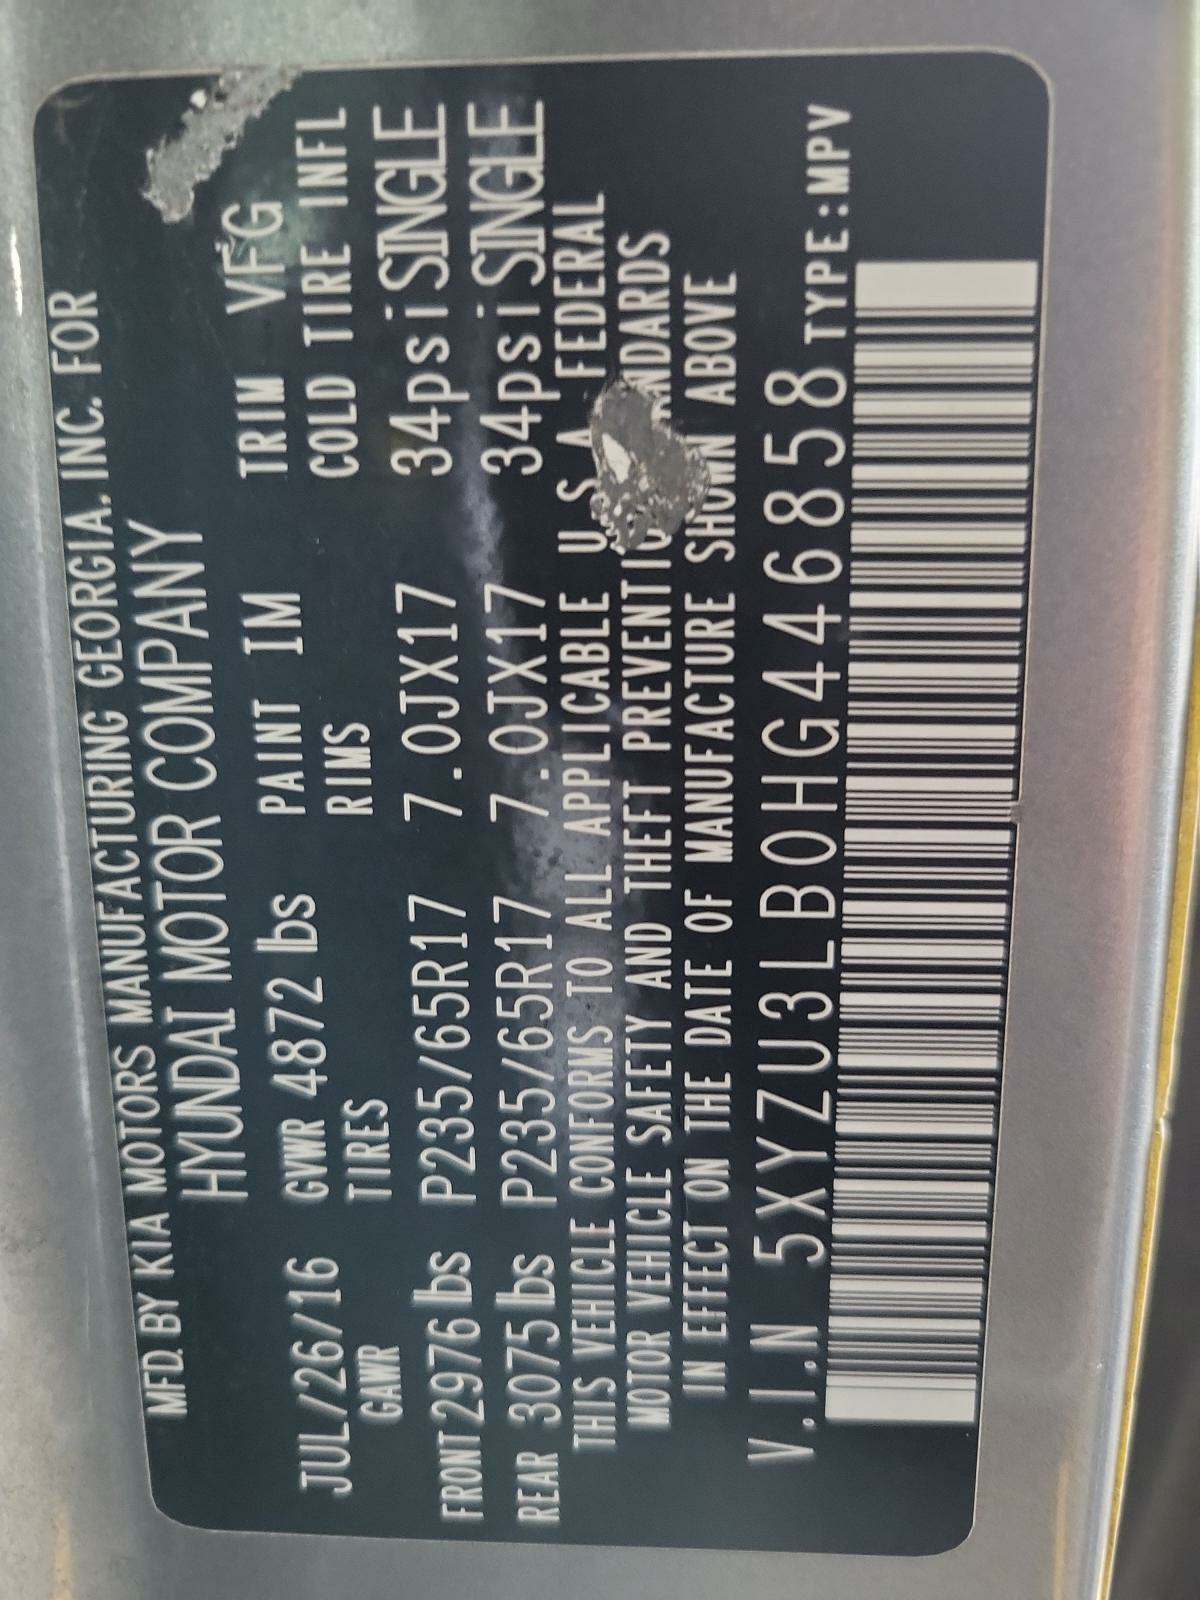 MFD. BY KIA MOTORS MANUFACTURING GEORGIA, INC. FOR
HYUNDAI MOTOR COMPANY
JUL/26/16 GVWR 4872 lbs PAINT IM TRIM VFG
GAWR TIRES RIMS COLD TIRE INFL
FRONT 2976 lbs P235/65R17 7.0JX17 34psi SINGLE
REAR 3075 lbs P235/65R17 7.0JX17 34psi SINGLE
THIS VEHICLE CONFORMS TO ALL APPLICABLE U.S.A FEDERAL
MOTOR VEHICLE SAFETY AND THEFT
IN EFFECT ON THE DATE OF MANUFACTURE SHOWN ABOVE
V.I.N 5XYZU3LB0HG446858 TYPE:MPV